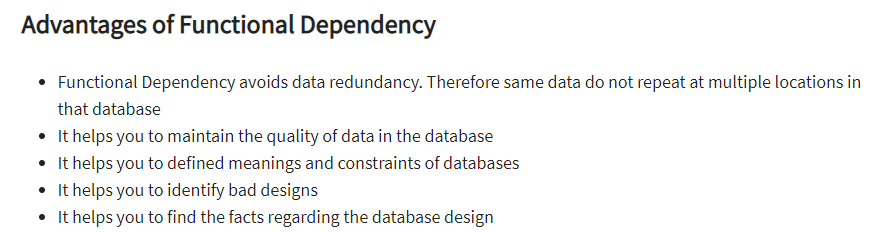 Advantages of Functional Dependency
• Functional Dependency avoids data redundancy. Therefore same data do not repeat at multiple locations in
that database
• It helps you to maintain the quality of data in the database
• It helps you to defined meanings and constraints of databases
• It helps you to identify bad designs
• It helps you to find the facts regarding the database design